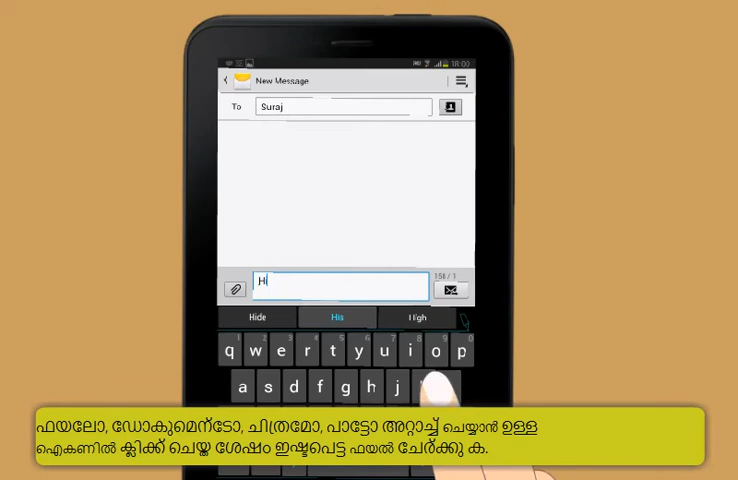 18:00
New Message
To Suraj
158 / 1
Hi
Hide His High
q w e r t y u i o p
a s d f g h j
ഫയലോ, ഡോകുമെന്ടോ, ചിത്രമോ, പാട്ടോ അറ്റാച്ച് ചെയ്യാൻ ഉള്ള
ഐകണിൽ ക്ലിക്ക് ചെയ്ത ശേഷം ഇഷ്ടപെട്ട ഫയൽ ചേർക്കു ക.